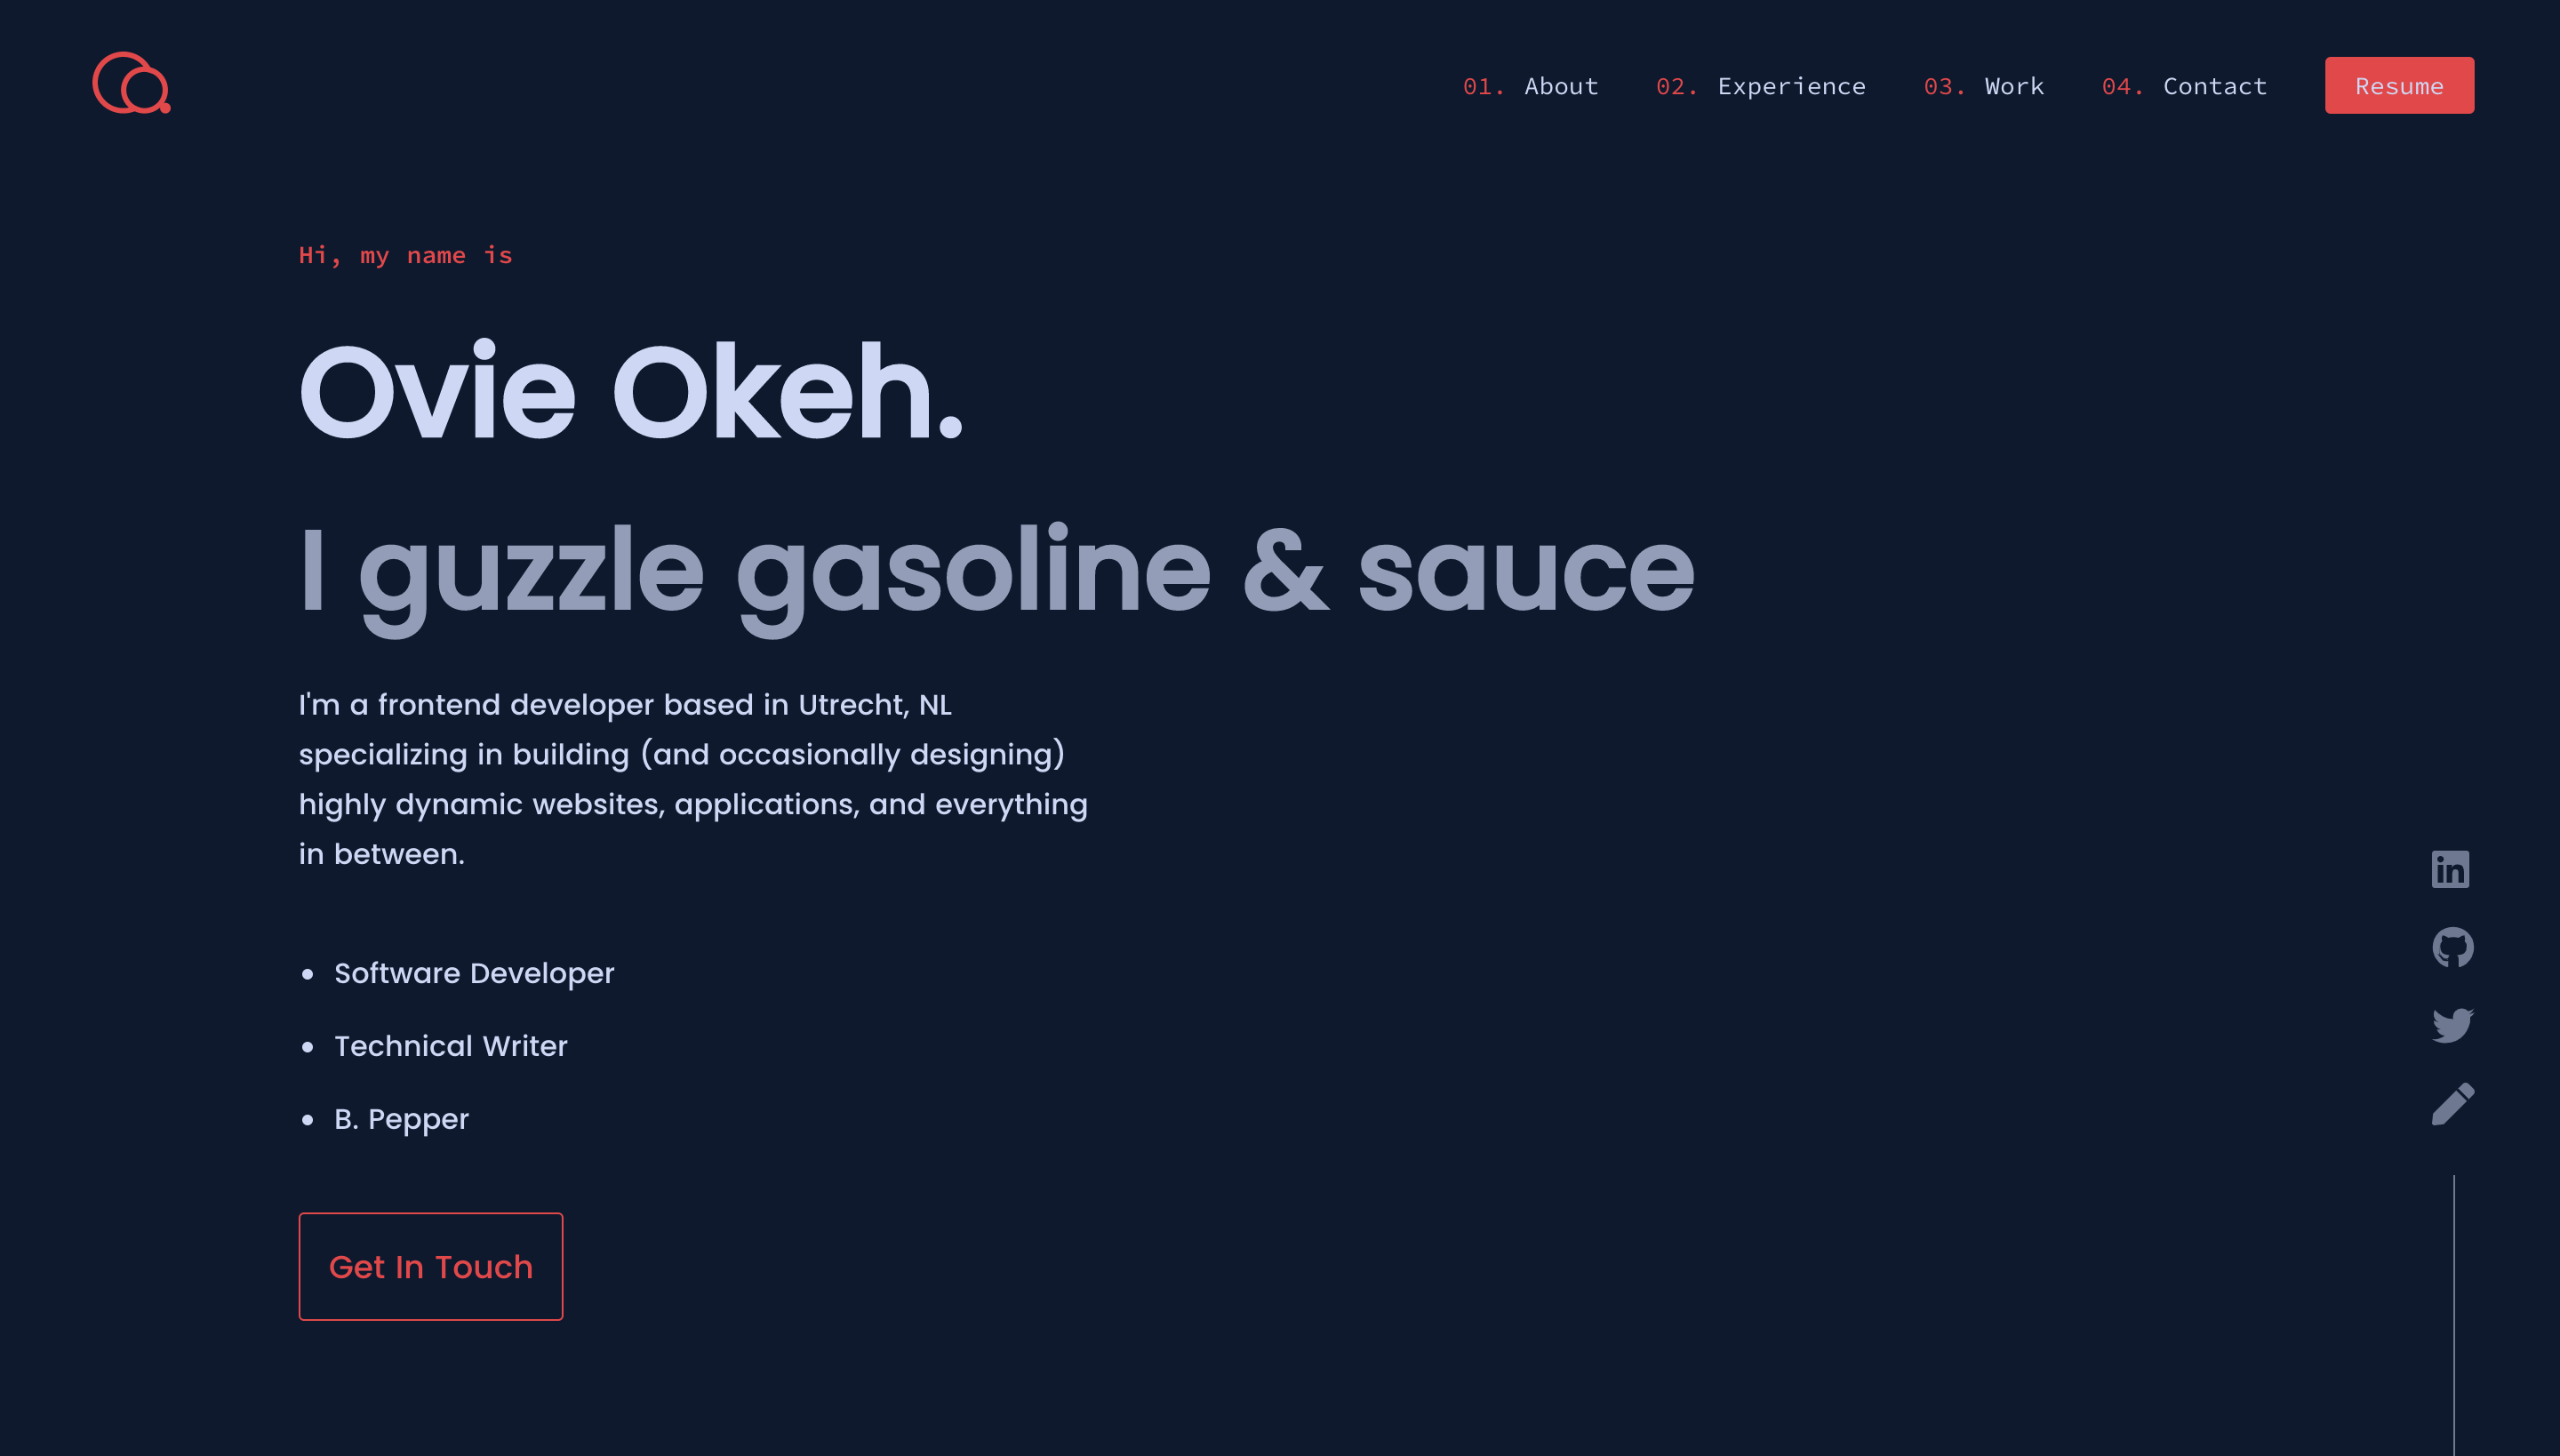 01. About 02. Experience 03. Work 04. Contact Resume
Hi, my name is
Ovie Okeh.
I guzzle gasoline & sauce
I'm a frontend developer based in Utrecht, NL
specializing in building (and occasionally designing)
highly dynamic websites, applications, and everything
in between.
Software Developer
Technical Writer
B. Pepper
Get In Touch